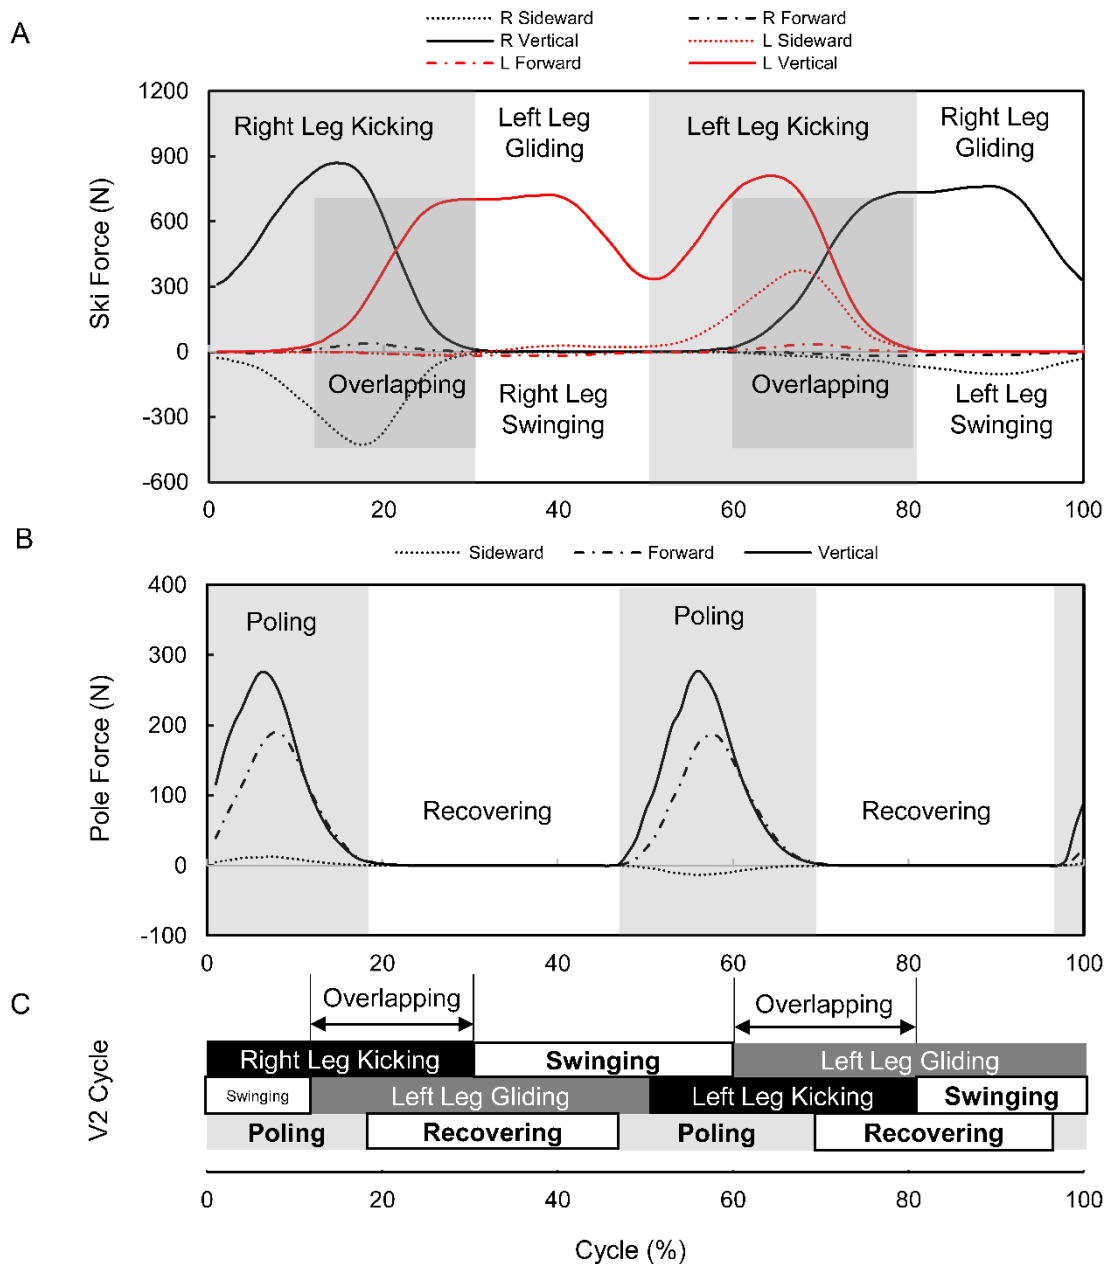 A
R Sideward
R Forward
R Vertical
L Sideward
L Forward
L Vertical
Ski Force (N)
1200
900
600
300
0
-300
-600
Right Leg Kicking
Left Leg
Gliding
Left Leg Kicking
Right Leg
Gliding
Overlapping
Right Leg
Swinging
Overlapping
Left Leg
Swinging
0
20
40
60
80
100
B
Sideward
Forward
Vertical
Pole Force (N)
400
300
200
100
0
-100
Poling
Recovering
Poling
Recovering
0
20
40
60
80
100
C
V2 Cycle
Overlapping
Overlapping
Right Leg Kicking
Swinging
Left Leg Gliding
Swinging
Left Leg Gliding
Left Leg Kicking
Swinging
Poling
Recovering
Poling
Recovering
0
20
40
60
80
100
Cycle (%)